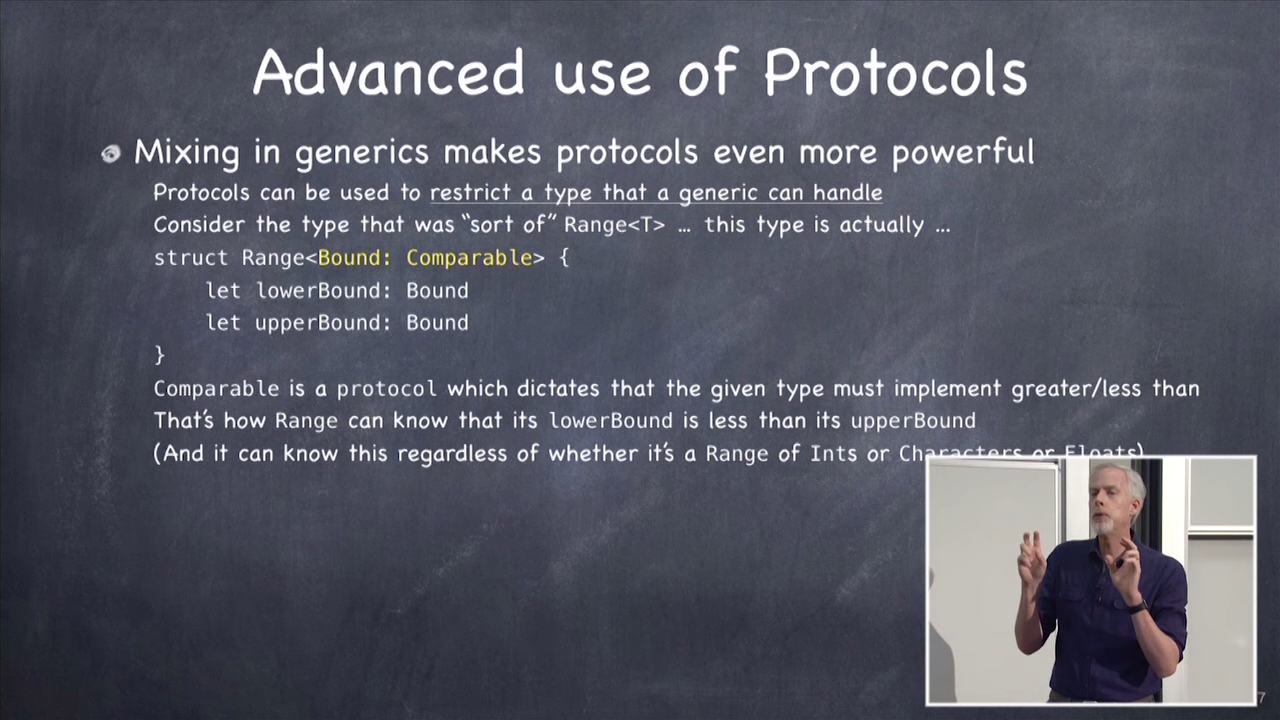 Advanced use of Protocols
Mixing in generics makes protocols even more powerful
Protocols can be used to restrict a type that a generic can handle
Consider the type that was “sort of” Range<T> … this type is actually …
struct Range<Bound: Comparable> {
let lowerBound: Bound
let upperBound: Bound
}
Comparable is a protocol which dictates that the given type must implement greater/less than
That’s how Range can know that its lowerBound is less than its upperBound
(And it can know this regardless of whether it’s a Range of Ints or Characters or Floats)
7